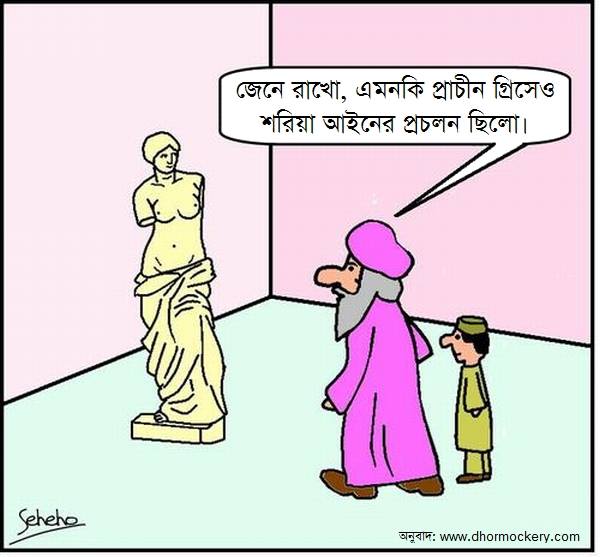 জেনে রাখো, এমনকি প্রাচীন গ্রিসেও
শরিয়া আইনের প্রচলন ছিলো।
Seheho
অনুবাদ: www.dhormockery.com